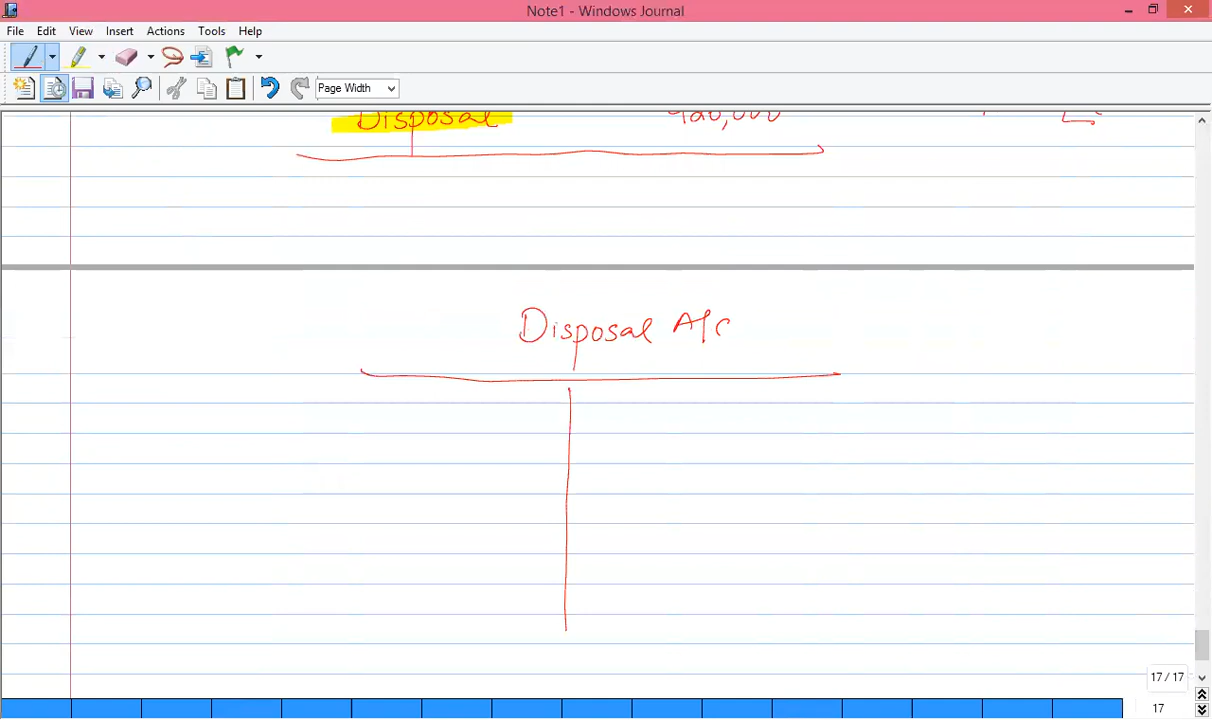 Note1 - Windows Journal
File Edit View Insert Actions Tools Help
Page Width
Disposal
Disposal A/c
17 / 17
17